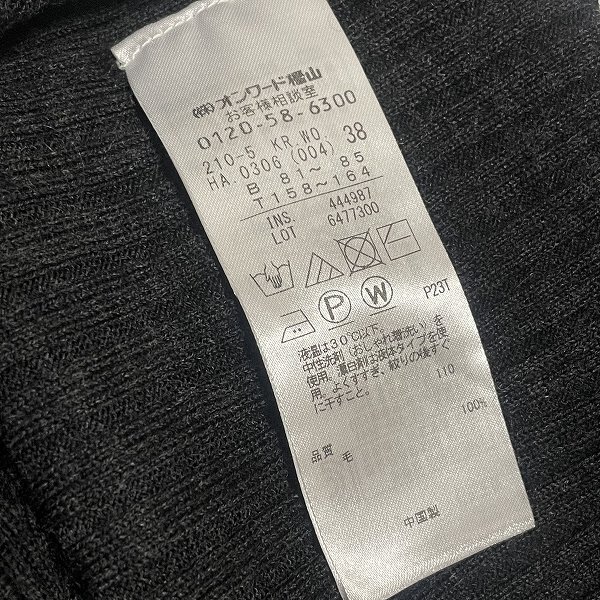 (株)オンワード樫山
お客様相談室
0120-58-6300
210-5 KR.WO. 38
HA.0306 (004)
B 81〜 85
T158〜164
INS. 444987
LOT 6477300
P W P23T
液温は30℃以下、
中性洗剤(おしゃれ着洗い)を
使用。漂白剤は液体タイプを使
用。よくすすぎ、絞りの後すぐ
に干すこと。 110
品質 毛 100%
中国製